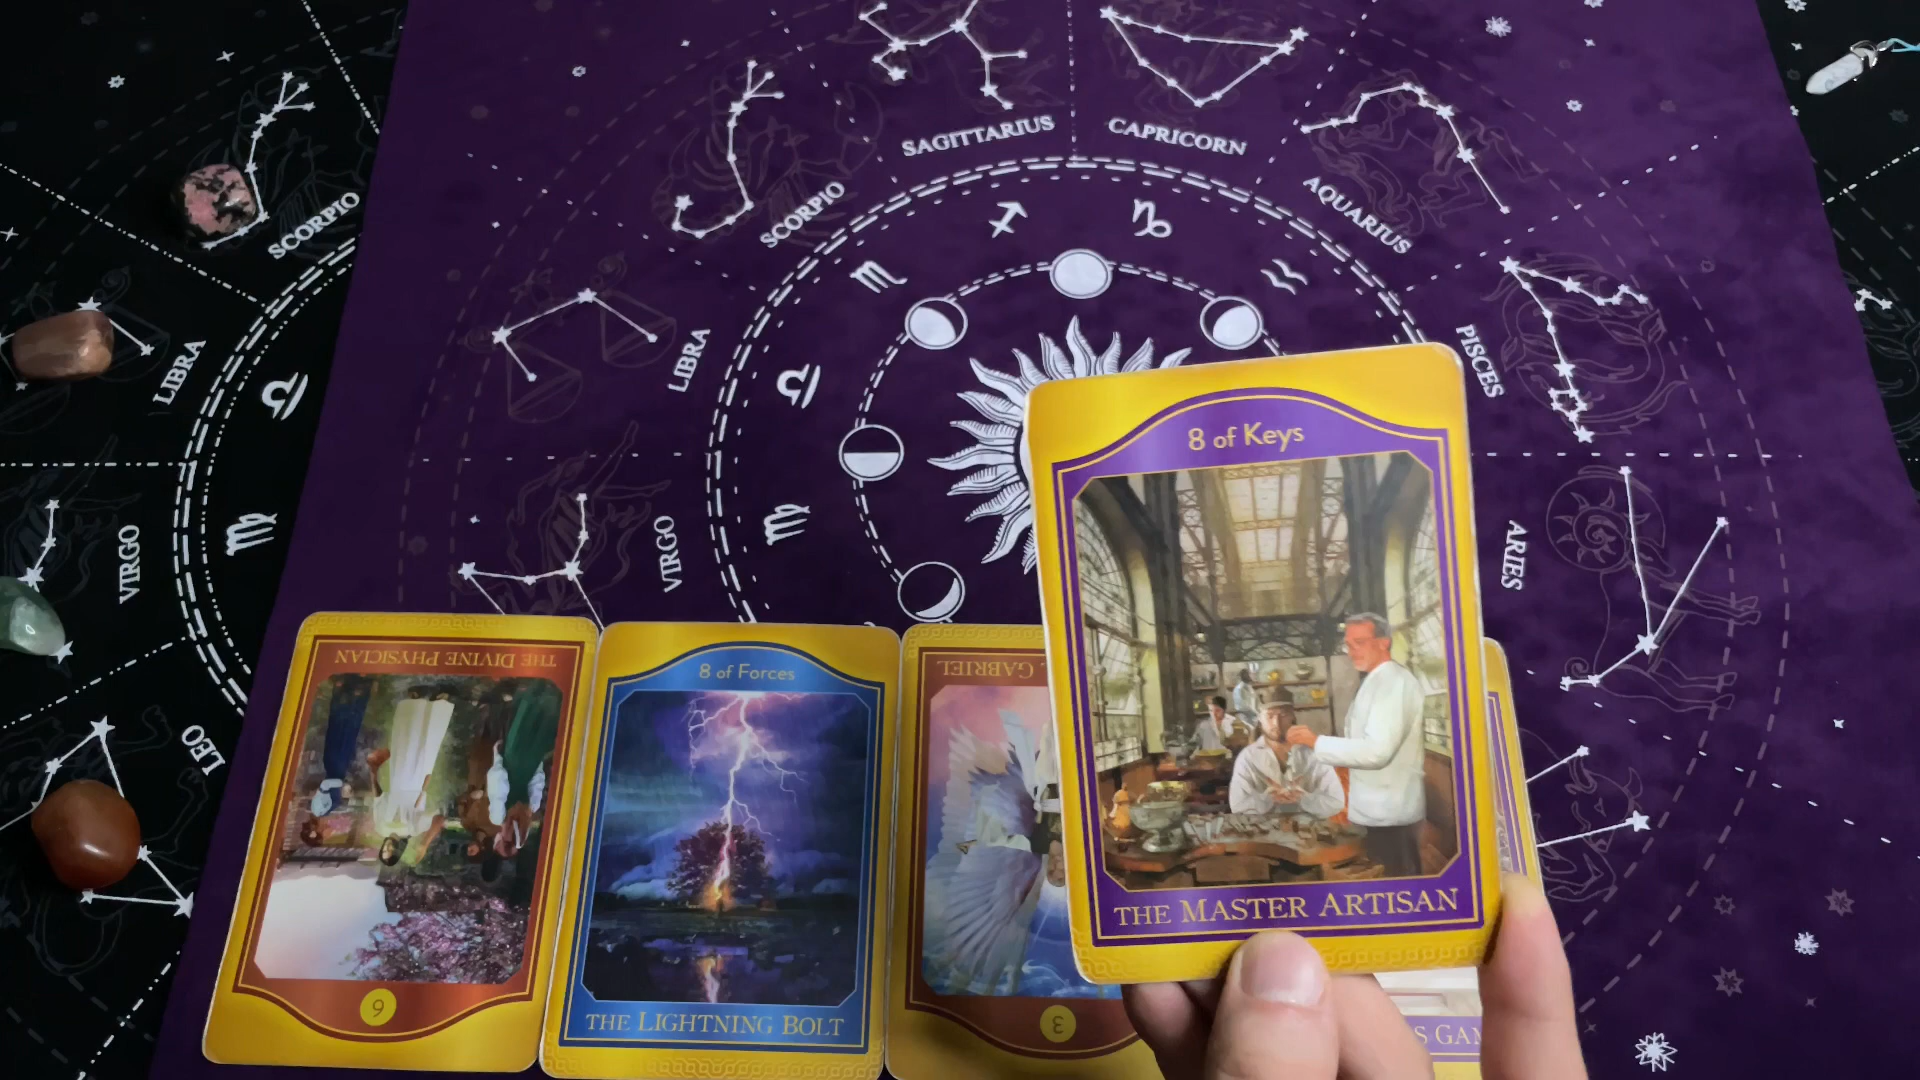 SAGITTARIUS
CAPRICORN
SCORPIO
AQUARIUS
SCORPIO
LIBRA
LIBRA
PISCES
VIRGO
VIRGO
ARIES
LEO
8 of Keys
THE MASTER ARTISAN
THE DIVINE PHYSICIAN
6
8 of Forces
THE LIGHTNING BOLT
GABRIEL
3